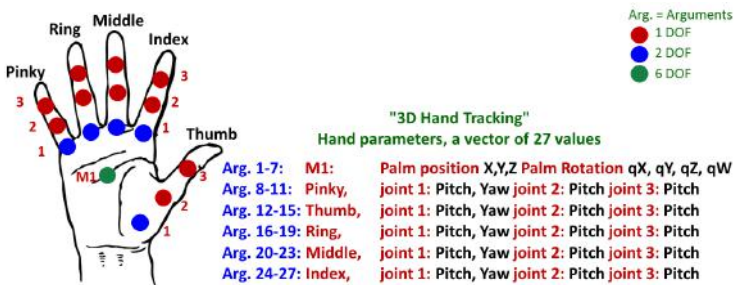 Ring
Middle
Index
Pinky
Thumb
3
2
1
3
2
1
M1
3
2
1
Arg. = Arguments
1 DOF
2 DOF
6 DOF
"3D Hand Tracking"
Hand parameters, a vector of 27 values
Arg. 1-7: M1: Palm position X,Y,Z Palm Rotation qX, qY, qZ, qW
Arg. 8-11: Pinky, joint 1: Pitch, Yaw joint 2: Pitch joint 3: Pitch
Arg. 12-15: Thumb, joint 1: Pitch, Yaw joint 2: Pitch joint 3: Pitch
Arg. 16-19: Ring, joint 1: Pitch, Yaw joint 2: Pitch joint 3: Pitch
Arg. 20-23: Middle, joint 1: Pitch, Yaw joint 2: Pitch joint 3: Pitch
Arg. 24-27: Index, joint 1: Pitch, Yaw joint 2: Pitch joint 3: Pitch